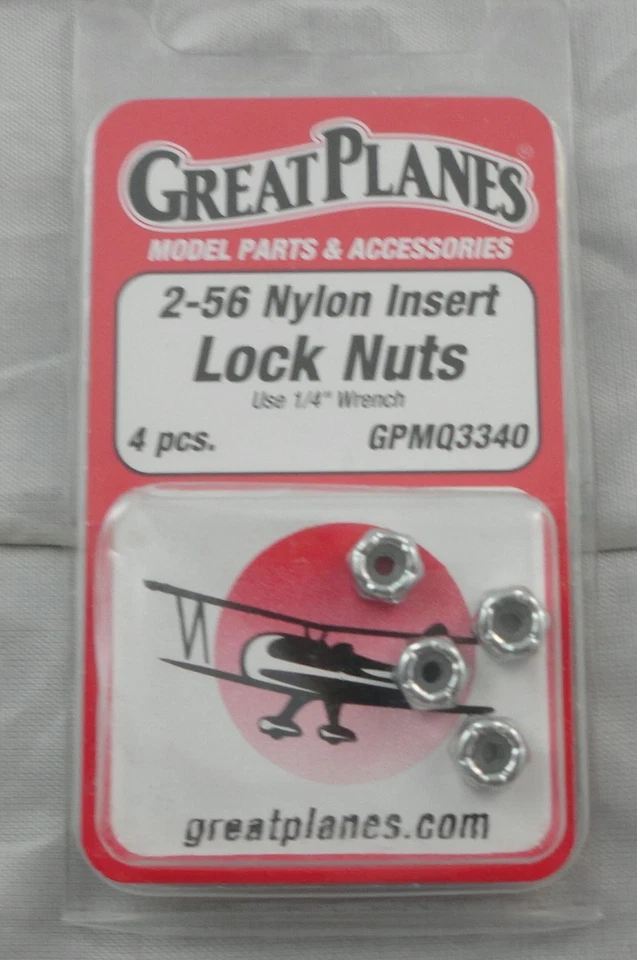 GREAT PLANES®
MODEL PARTS & ACCESSORIES
2-56 Nylon Insert
Lock Nuts
Use 1/4" Wrench
4 pcs. GPMQ3340
greatplanes.com